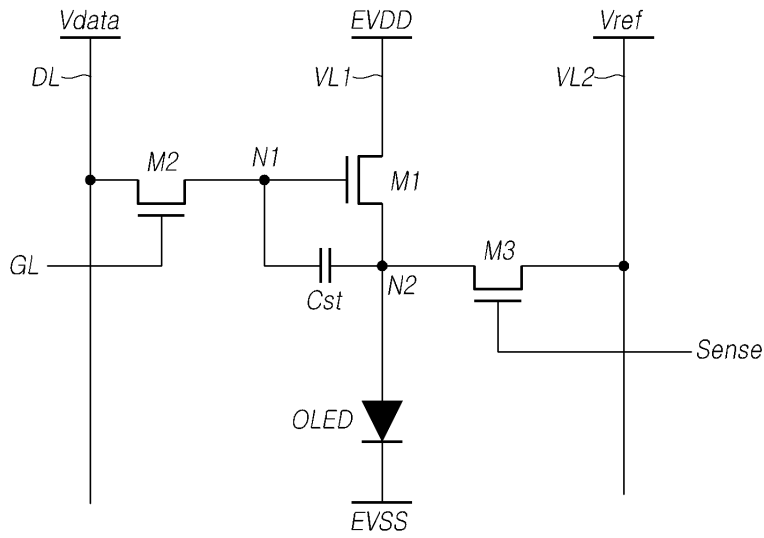 Vdata
EVDD
Vref
DL
VL1
VL2
M2
N1
M1
M3
GL
Cst
N2
Sense
OLED
EVSS